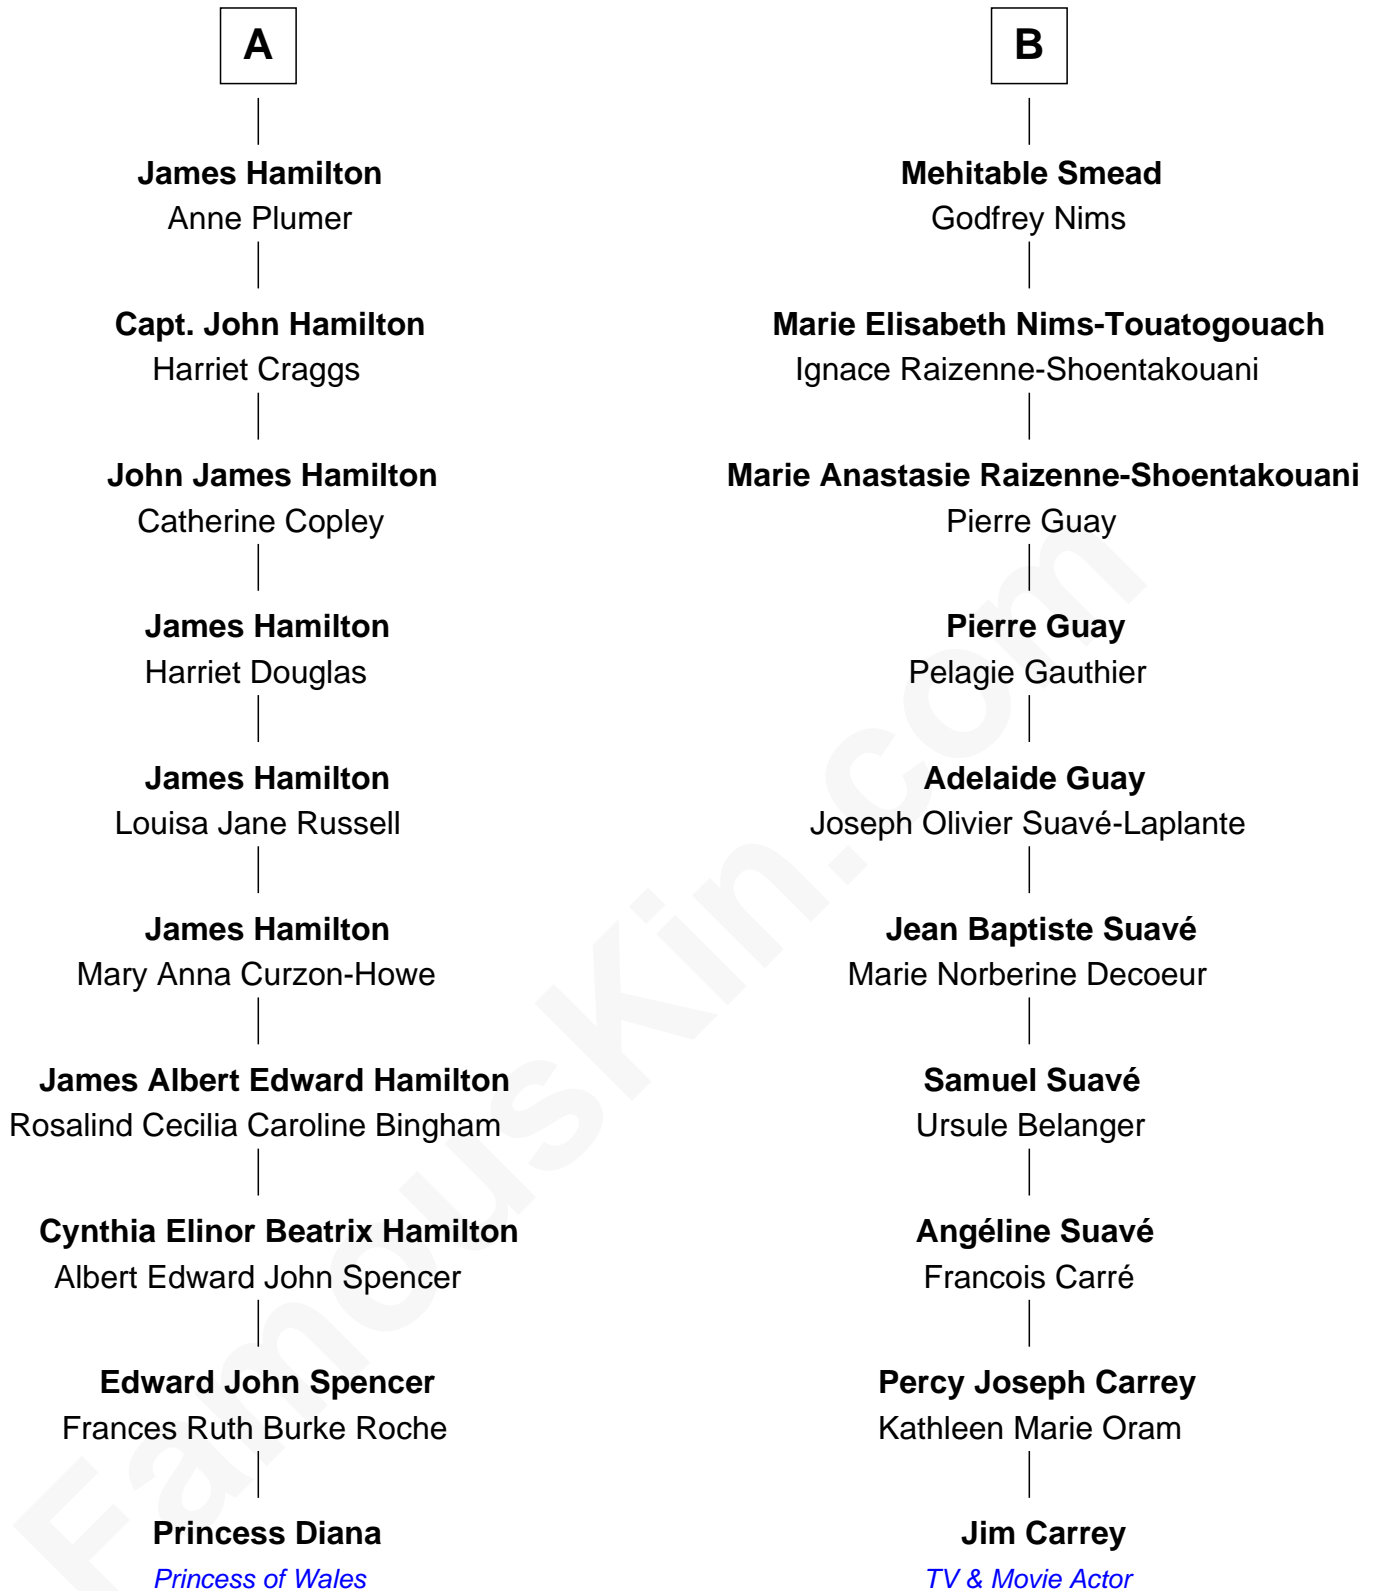 A
James Hamilton
Anne Plumer
Capt. John Hamilton
Harriet Craggs
John James Hamilton
Catherine Copley
James Hamilton
Harriet Douglas
James Hamilton
Louisa Jane Russell
James Hamilton
Mary Anna Curzon-Howe
James Albert Edward Hamilton
Rosalind Cecilia Caroline Bingham
Cynthia Elinor Beatrix Hamilton
Albert Edward John Spencer
Edward John Spencer
Frances Ruth Burke Roche
Princess Diana
Princess of Wales
B
Mehitable Smead
Godfrey Nims
Marie Elisabeth Nims-Touatogouach
Ignace Raizenne-Shoentakouani
Marie Anastasie Raizenne-Shoentakouani
Pierre Guay
Pierre Guay
Pelagie Gauthier
Adelaide Guay
Joseph Olivier Suavé-Laplante
Jean Baptiste Suavé
Marie Norberine Decoeur
Samuel Suavé
Ursule Belanger
Angéline Suavé
Francois Carré
Percy Joseph Carrey
Kathleen Marie Oram
Jim Carrey
TV & Movie Actor
FamousKin.com